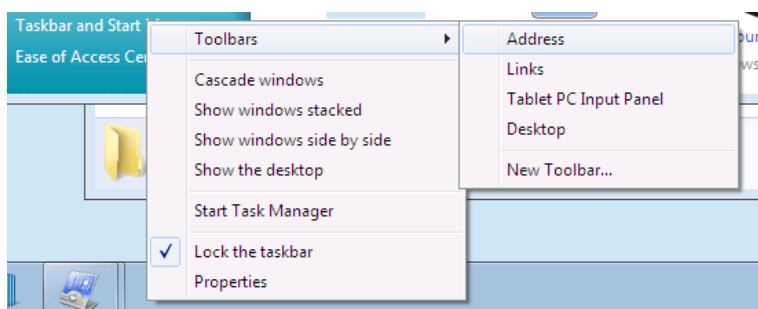 Taskbar and Start
Ease of Access
Toolbars
Cascade windows
Show windows stacked
Show windows side by side
Show the desktop
Start Task Manager
Lock the taskbar
Properties
Address
Links
Tablet PC Input Panel
Desktop
New Toolbar...